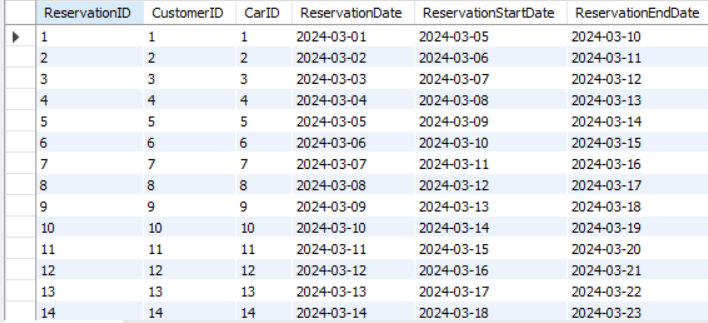 ReservationID CustomerID CarID ReservationDate ReservationStartDate ReservationEndDate
1 1 1 2024-03-01 2024-03-05 2024-03-10
2 2 2 2024-03-02 2024-03-06 2024-03-11
3 3 3 2024-03-03 2024-03-07 2024-03-12
4 4 4 2024-03-04 2024-03-08 2024-03-13
5 5 5 2024-03-05 2024-03-09 2024-03-14
6 6 6 2024-03-06 2024-03-10 2024-03-15
7 7 7 2024-03-07 2024-03-11 2024-03-16
8 8 8 2024-03-08 2024-03-12 2024-03-17
9 9 9 2024-03-09 2024-03-13 2024-03-18
10 10 10 2024-03-10 2024-03-14 2024-03-19
11 11 11 2024-03-11 2024-03-15 2024-03-20
12 12 12 2024-03-12 2024-03-16 2024-03-21
13 13 13 2024-03-13 2024-03-17 2024-03-22
14 14 14 2024-03-14 2024-03-18 2024-03-23